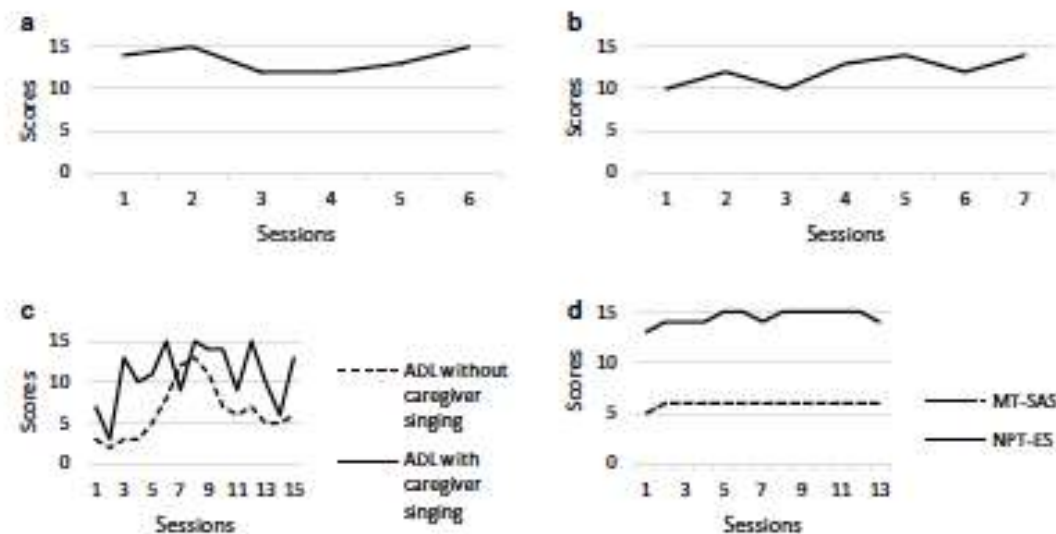 a
15
10
5
0
Scores
1 2 3 4 5 6
Sessions
b
15
10
5
0
Scores
1 2 3 4 5 6 7
Sessions
c
15
10
5
0
Scores
1 3 5 7 9 11 13 15
Sessions
ADL without
caregiver
singing
ADL with
caregiver
singing
d
15
10
5
0
Scores
1 3 5 7 9 11 13
Sessions
MT-SAS
NPT-ES